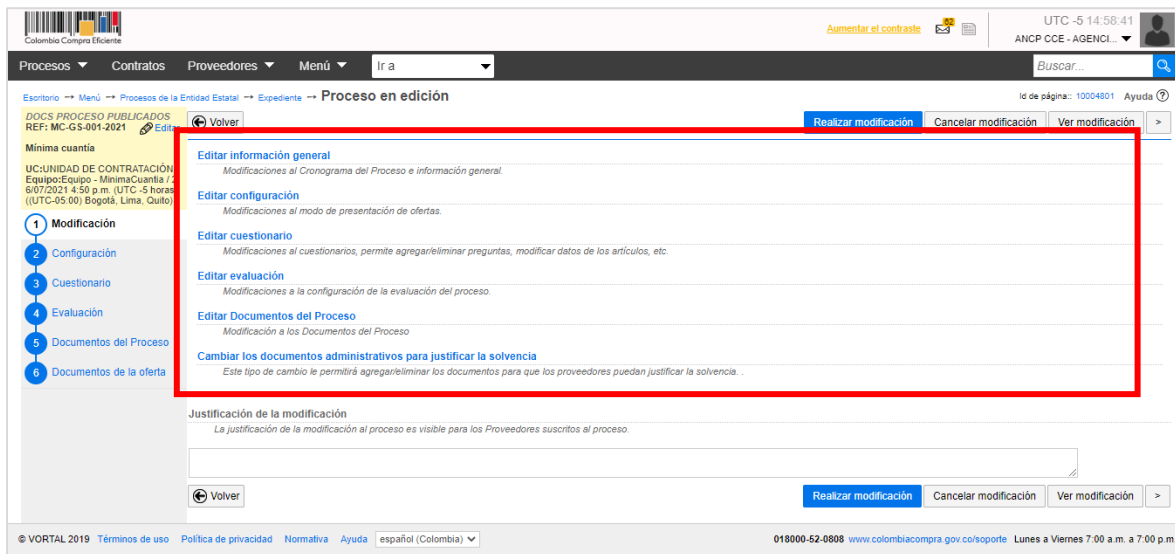 Colombia Compra Eficiente
Aumentar el contraste
62
UTC -5 14:58:41
ANCP CCE - AGENCI...
Procesos Contratos Proveedores Menú Ir a Buscar...
Escritorio → Menú → Procesos de la Entidad Estatal → Expediente → Proceso en edición
Id de página:: 10004801 Ayuda ?
DOCS PROCESO PUBLICADOS
REF: MC-GS-001-2021 Editar
Mínima cuantía
UC:UNIDAD DE CONTRATACIÓN
Equipo:Equipo - MinimaCuantia / 2
6/07/2021 4:50 p.m. (UTC -5 horas
((UTC-05:00) Bogotá, Lima, Quito)
1 Modificación
2 Configuración
3 Cuestionario
4 Evaluación
5 Documentos del Proceso
6 Documentos de la oferta
Volver Realizar modificación Cancelar modificación Ver modificación >
Editar información general
Modificaciones al Cronograma del Proceso e información general.
Editar configuración
Modificaciones al modo de presentación de ofertas.
Editar cuestionario
Modificaciones al cuestionarios, permite agregar/eliminar preguntas, modificar datos de los artículos, etc.
Editar evaluación
Modificaciones a la configuración de la evaluación del proceso.
Editar Documentos del Proceso
Modificación a los Documentos del Proceso
Cambiar los documentos administrativos para justificar la solvencia
Este tipo de cambio le permitirá agregar/eliminar los documentos para que los proveedores puedan justificar la solvencia. .
Justificación de la modificación
La justificación de la modificación al proceso es visible para los Proveedores suscritos al proceso.
Volver Realizar modificación Cancelar modificación Ver modificación >
© VORTAL 2019 Términos de uso Política de privacidad Normativa Ayuda español (Colombia) 018000-52-0808 www.colombiacompra.gov.co/soporte Lunes a Viernes 7:00 a.m. a 7:00 p.m